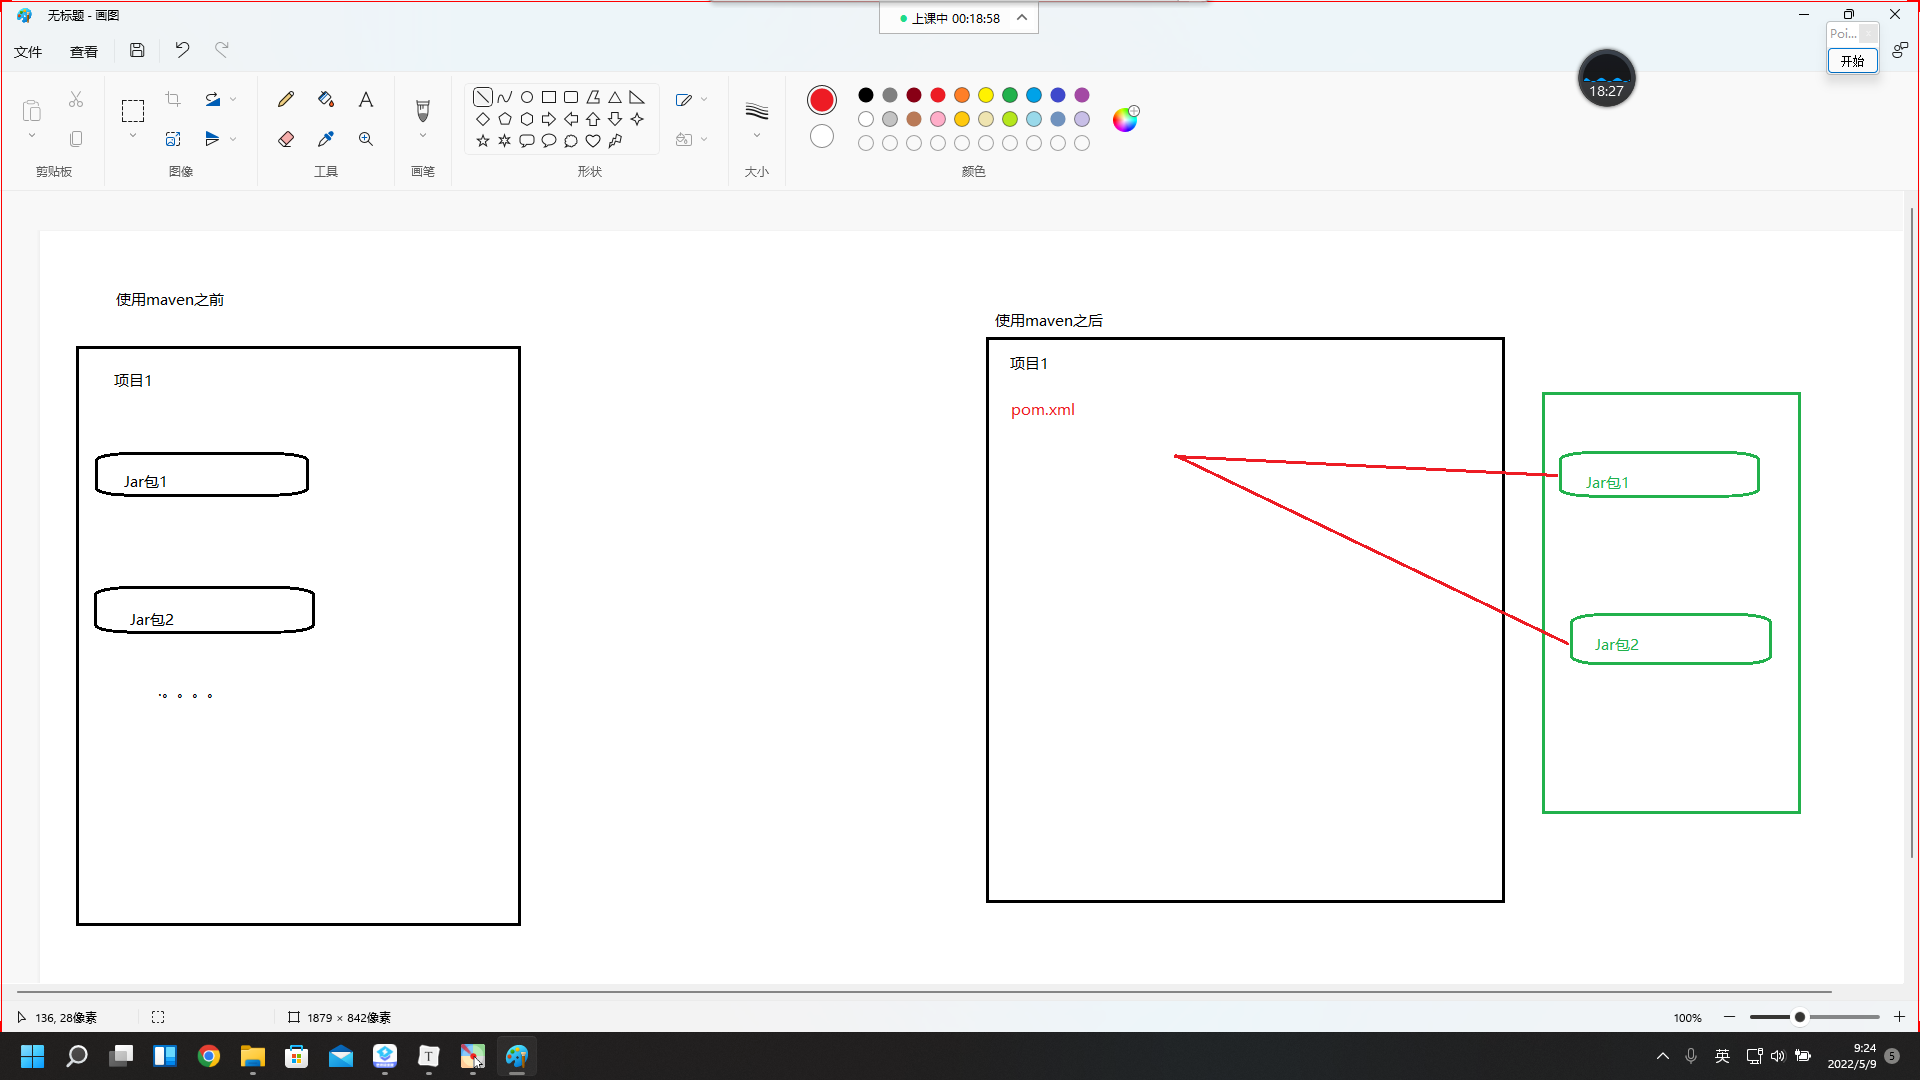 无标题 - 画图
上课中 00:18:58
Poi...
开始
文件
查看
18:27
剪贴板
图像
工具
画笔
形状
大小
颜色
使用maven之前
项目1
Jar包1
Jar包2
使用maven之后
项目1
pom.xml
Jar包1
Jar包2
136, 28像素
1879 × 842像素
100%
英
9:24
2022/5/9
5